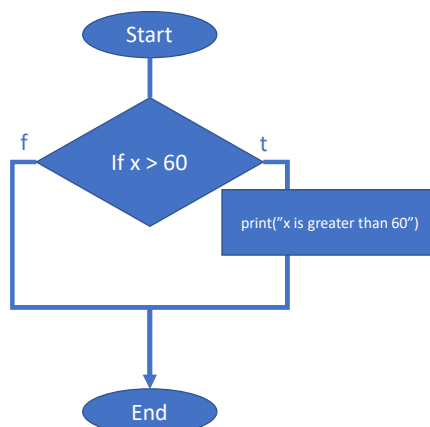 Start
f
t
If x > 60
print(”x is greater than 60”)
End